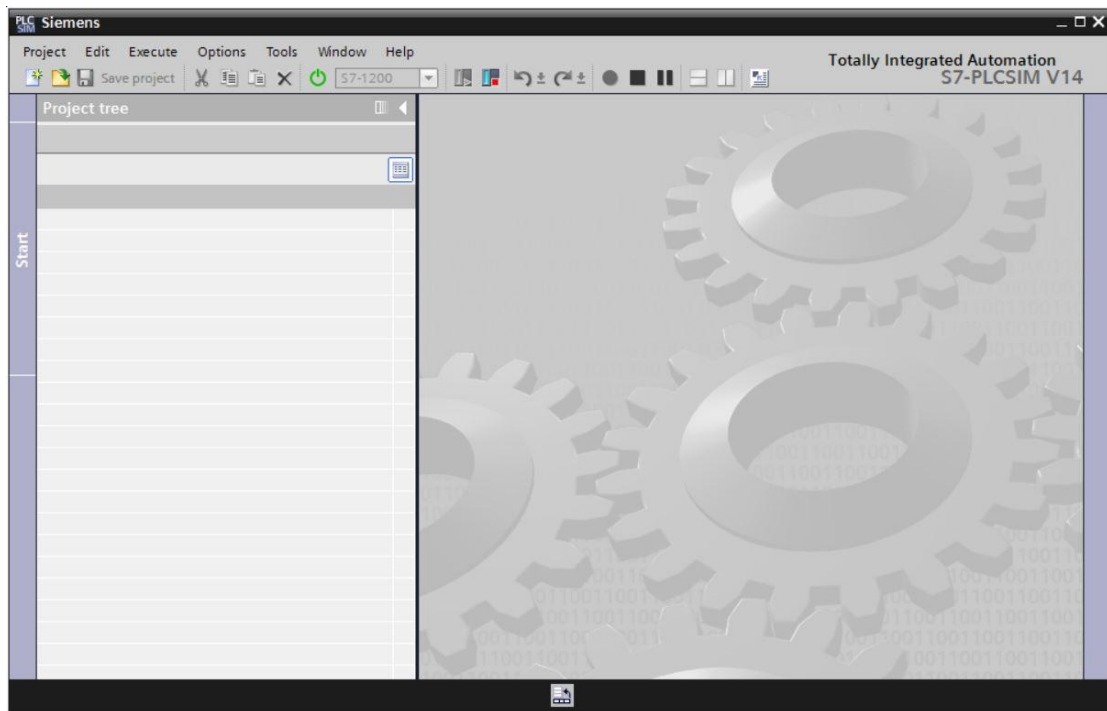 PLC SIM Siemens
Project Edit Execute Options Tools Window Help
Totally Integrated Automation
Save project S7-1200
S7-PLCSIM V14
Project tree
Start